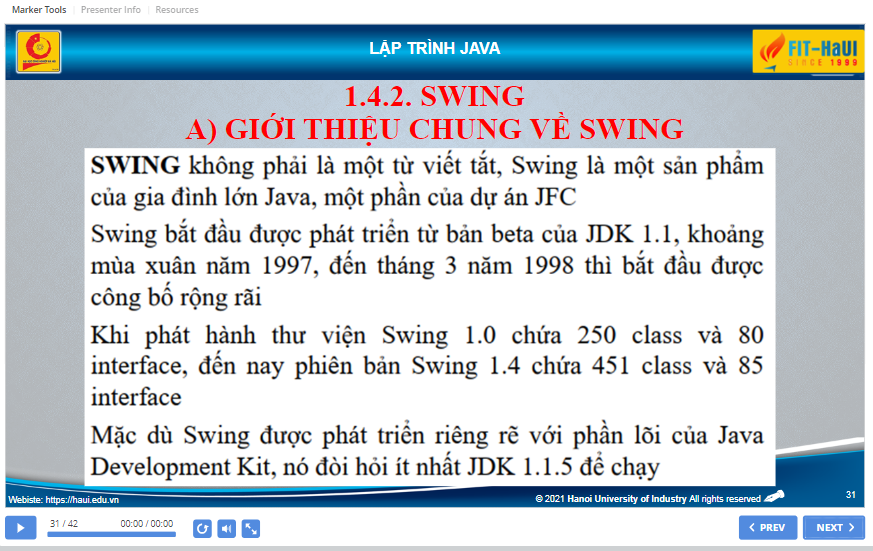 Marker Tools Presenter Info Resources
LẬP TRÌNH JAVA
FIT-HaUI
SINCE 1999
1.4.2. SWING
A) GIỚI THIỆU CHUNG VỀ SWING
SWING không phải là một từ viết tắt, Swing là một sản phẩm
của gia đình lớn Java, một phần của dự án JFC
Swing bắt đầu được phát triển từ bản beta của JDK 1.1, khoảng
mùa xuân năm 1997, đến tháng 3 năm 1998 thì bắt đầu được
công bố rộng rãi
Khi phát hành thư viện Swing 1.0 chứa 250 class và 80
interface, đến nay phiên bản Swing 1.4 chứa 451 class và 85
interface
Mặc dù Swing được phát triển riêng rẽ với phần lõi của Java
Development Kit, nó đòi hỏi ít nhất JDK 1.1.5 để chạy
Webiste: https://haui.edu.vn
© 2021 Hanoi University of Industry All rights reserved
31
31 / 42
00:00 / 00:00
PREV
NEXT